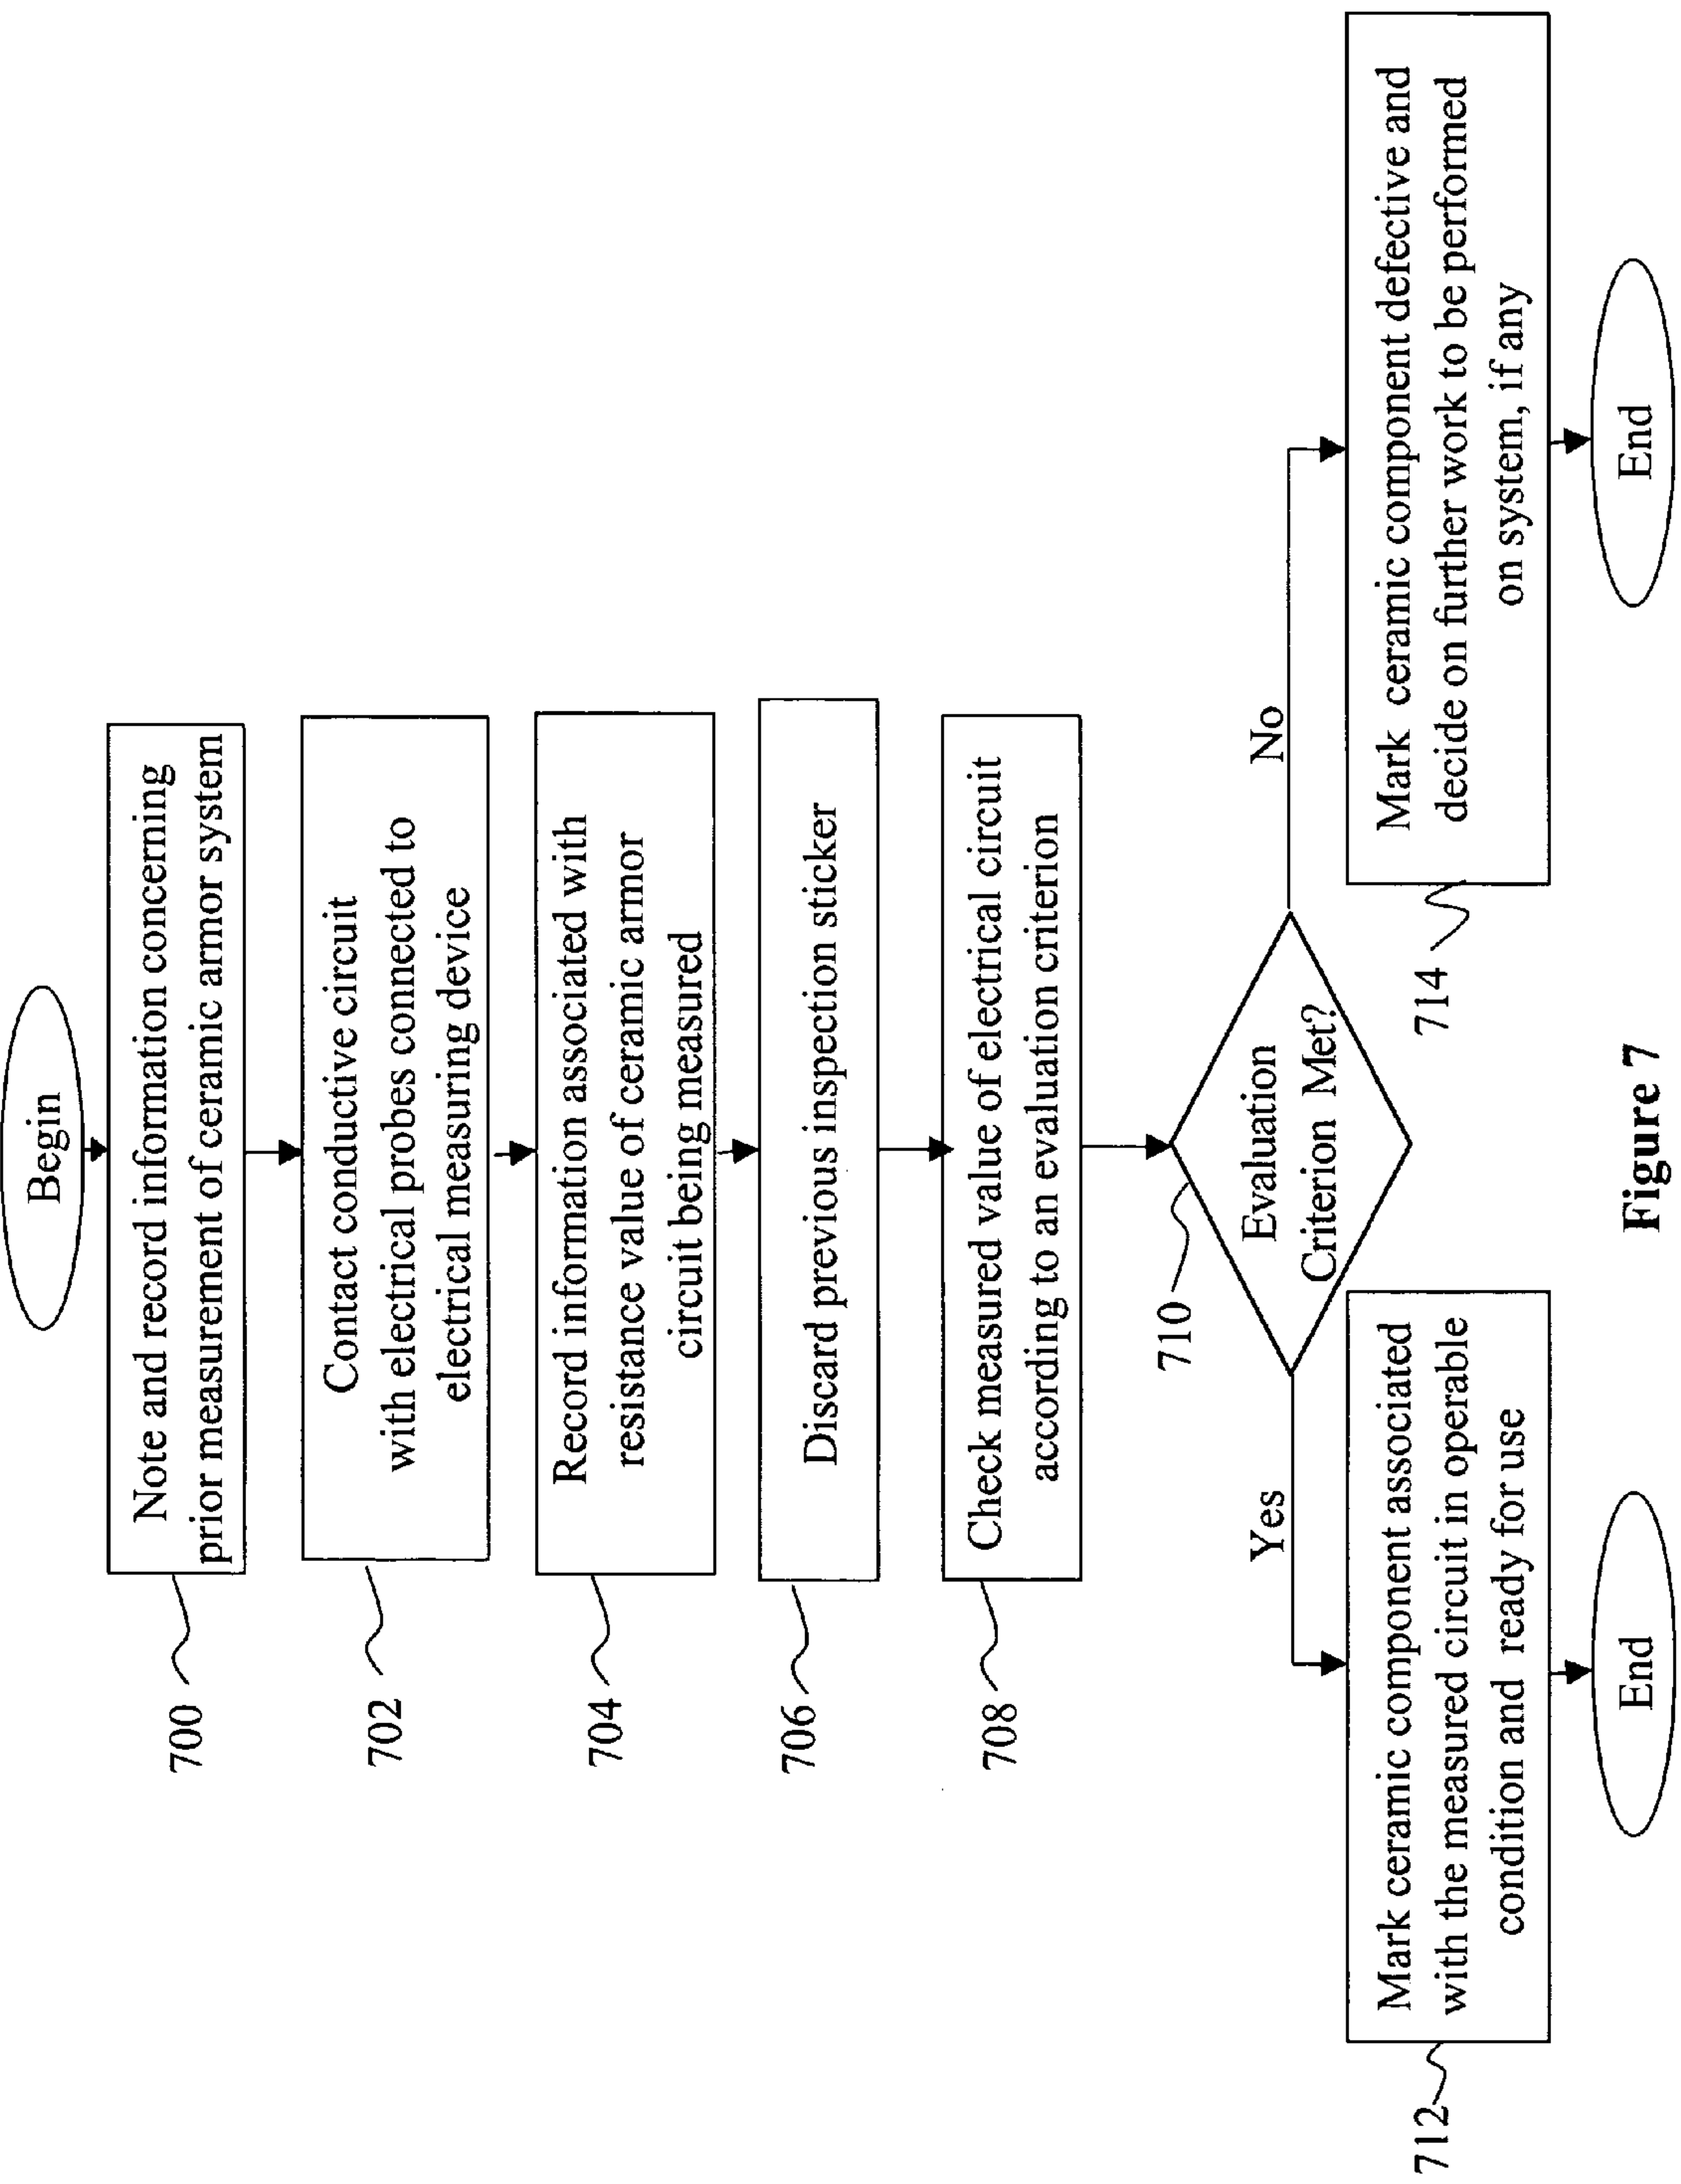 Begin
700
Note and record information concerning
prior measurement of ceramic armor system
702
Contact conductive circuit
with electrical probes connected to
electrical measuring device
704
Record information associated with
resistance value of ceramic armor
circuit being measured
706
Discard previous inspection sticker
708
Check measured value of electrical circuit
according to an evaluation criterion
710
Evaluation
Criterion Met?
Yes
No
712
Mark ceramic component associated
with the measured circuit in operable
condition and ready for use
714
Mark ceramic component defective and
decide on further work to be performed
on system, if any
End
End
Figure 7